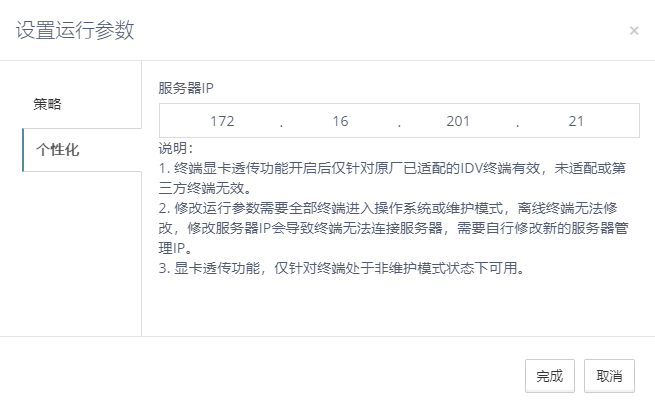 设置运行参数
×
策略
个性化
服务器IP
172 . 16 . 201 . 21
说明：
1. 终端显卡透传功能开启后仅针对原厂已适配的IDV终端有效，未适配或第
三方终端无效。
2. 修改运行参数需要全部终端进入操作系统或维护模式，离线终端无法修
改，修改服务器IP会导致终端无法连接服务器，需要自行修改新的服务器管
理IP。
3. 显卡透传功能，仅针对终端处于非维护模式状态下可用。
完成 取消